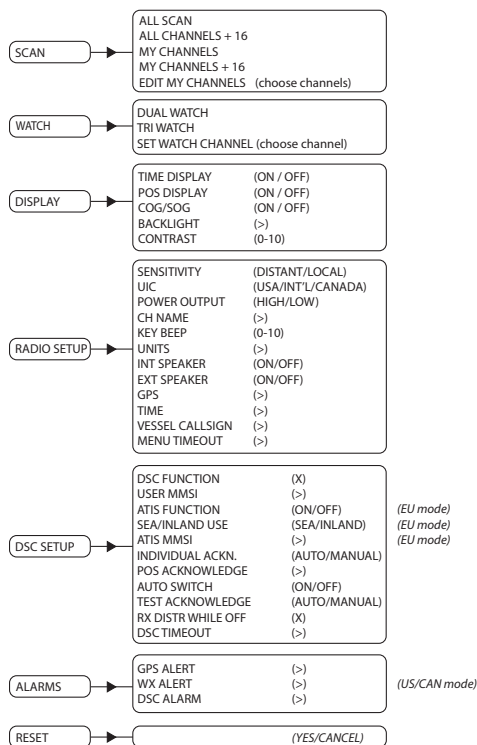 SCAN
ALL SCAN
ALL CHANNELS + 16
MY CHANNELS
MY CHANNELS + 16
EDIT MY CHANNELS (choose channels)
WATCH
DUAL WATCH
TRI WATCH
SET WATCH CHANNEL (choose channel)
DISPLAY
TIME DISPLAY (ON / OFF)
POS DISPLAY (ON / OFF)
COG/SOG (ON / OFF)
BACKLIGHT (>)
CONTRAST (0-10)
RADIO SETUP
SENSITIVITY (DISTANT/LOCAL)
UIC (USA/INT'L/CANADA)
POWER OUTPUT (HIGH/LOW)
CH NAME (>)
KEY BEEP (0-10)
UNITS (>)
INT SPEAKER (ON/OFF)
EXT SPEAKER (ON/OFF)
GPS (>)
TIME (>)
VESSEL CALLSIGN (>)
MENU TIMEOUT (>)
DSC SETUP
DSC FUNCTION (X)
USER MMSI (>)
ATIS FUNCTION (ON/OFF) (EU mode)
SEA/INLAND USE (SEA/INLAND) (EU mode)
ATIS MMSI (>) (EU mode)
INDIVIDUAL ACKN. (AUTO/MANUAL)
POS ACKNOWLEDGE (>)
AUTO SWITCH (ON/OFF)
TEST ACKNOWLEDGE (AUTO/MANUAL)
RX DISTR WHILE OFF (X)
DSC TIMEOUT (>)
ALARMS
GPS ALERT (>)
WX ALERT (>) (US/CAN mode)
DSC ALARM (>)
RESET
(YES/CANCEL)